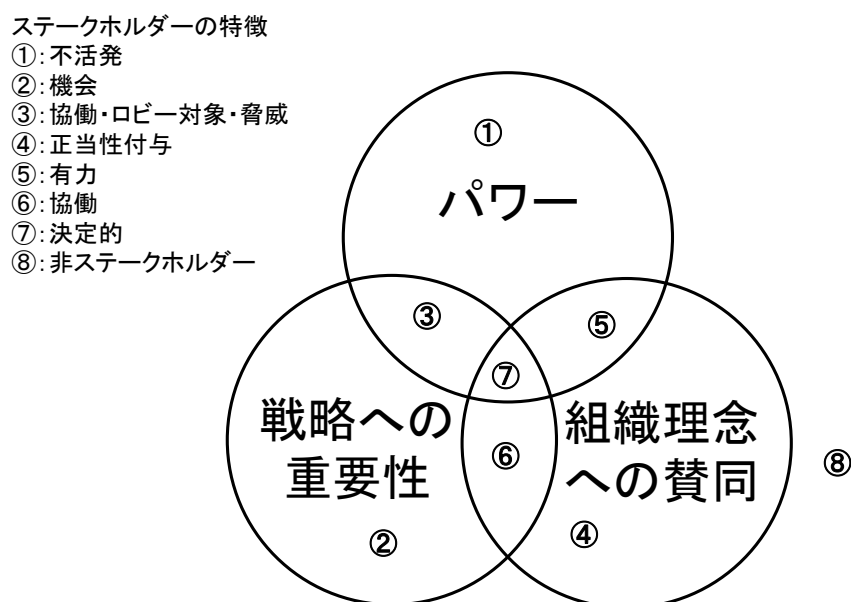 ステークホルダーの特徴
①:不活発
②:機会
③:協働・ロビー対象・脅威
④:正当性付与
⑤:有力
⑥:協働
⑦:決定的
⑧:非ステークホルダー
①
パワー
③
⑤
⑦
戦略への
重要性
組織理念
への賛同
⑥
⑧
②
④